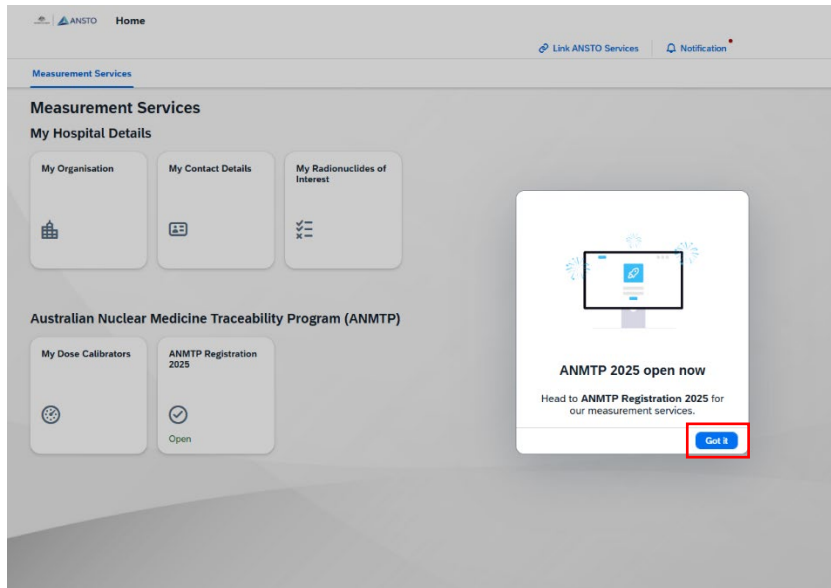 ANSTO Home
Link ANSTO Services Notification
Measurement Services
Measurement Services
My Hospital Details
My Organisation
My Contact Details
My Radionuclides of
Interest
Australian Nuclear Medicine Traceability Program (ANMTP)
My Dose Calibrators
ANMTP Registration
2025
Open
ANMTP 2025 open now
Head to ANMTP Registration 2025 for
our measurement services.
Got it